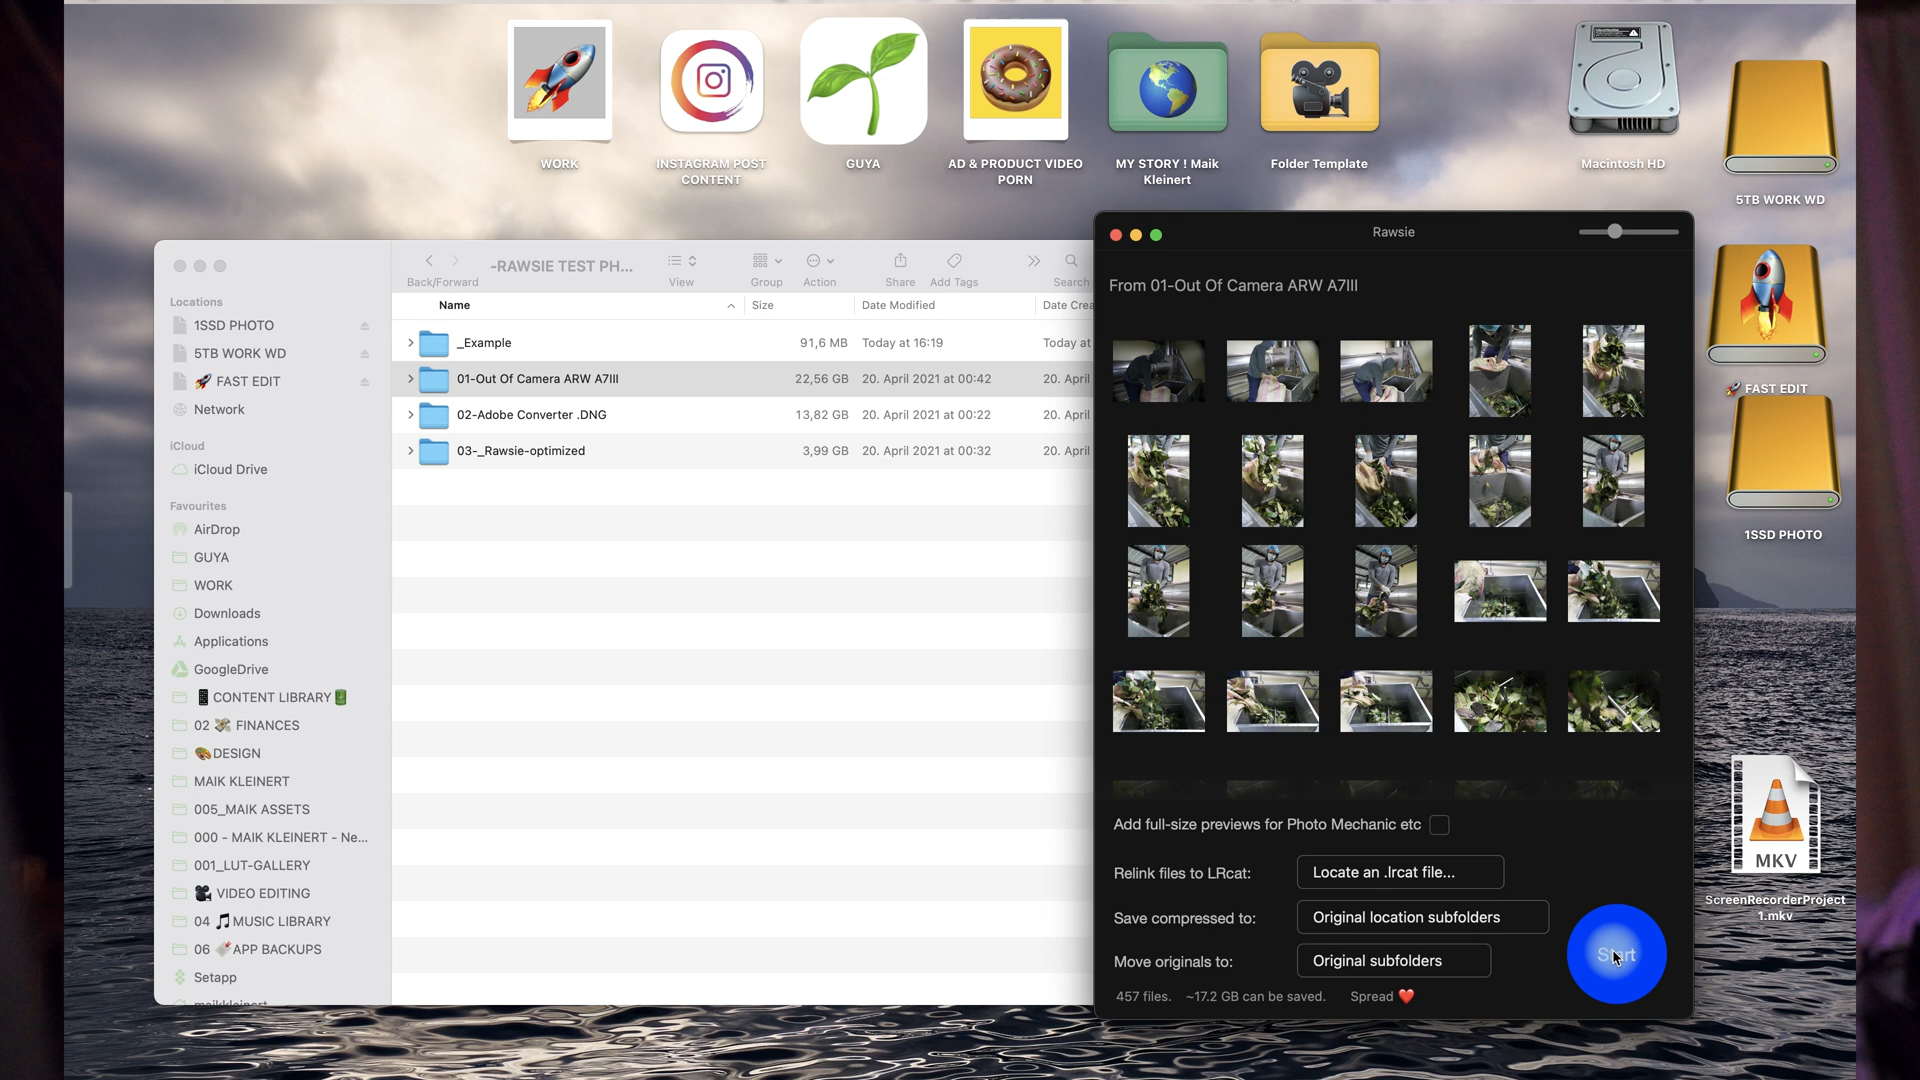 WORK
INSTAGRAM POST
CONTENT
GUYA
AD & PRODUCT VIDEO
PORN
MY STORY ! Maik
Kleinert
Folder Template
Macintosh HD
5TB WORK WD
🚀 FAST EDIT
1SSD PHOTO
MKV
ScreenRecorderProject
1.mkv
-RAWSIE TEST PH...
Back/Forward
View
Group
Action
Share
Add Tags
Search
Name
Size
Date Modified
Date Crea
_Example 91,6 MB Today at 16:19 Today at
01-Out Of Camera ARW A7III 22,56 GB 20. April 2021 at 00:42 20. April
02-Adobe Converter .DNG 13,82 GB 20. April 2021 at 00:22 20. April
03-_Rawsie-optimized 3,99 GB 20. April 2021 at 00:32 20. April
Locations
1SSD PHOTO
5TB WORK WD
🚀 FAST EDIT
Network
iCloud
iCloud Drive
Favourites
AirDrop
GUYA
WORK
Downloads
Applications
GoogleDrive
📱CONTENT LIBRARY🔋
02 💸 FINANCES
🎨DESIGN
MAIK KLEINERT
005_MAIK ASSETS
000 - MAIK KLEINERT - Ne...
001_LUT-GALLERY
🎥 VIDEO EDITING
04 🎵MUSIC LIBRARY
06 🧨APP BACKUPS
Setapp
maikkleinert
Rawsie
From 01-Out Of Camera ARW A7III
Add full-size previews for Photo Mechanic etc
Relink files to LRcat: Locate an .lrcat file...
Save compressed to: Original location subfolders
Move originals to: Original subfolders
Start
457 files. ~17.2 GB can be saved. Spread ❤️